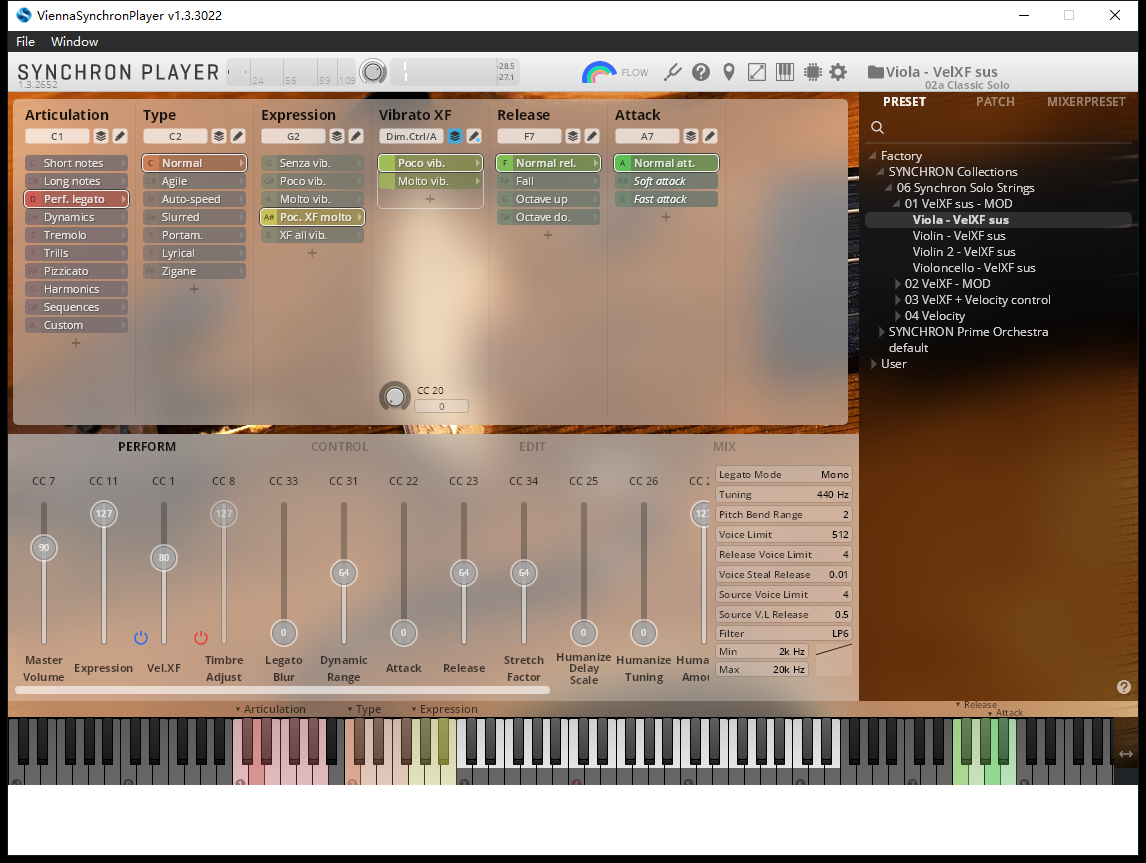 ViennaSynchronPlayer v1.3.3022
File Window
SYNCHRON PLAYER
1.3.2652
24 56 89 109
-28.5
-27.1
FLOW
Viola - VelXF sus
02a Classic Solo
PRESET PATCH MIXERPRESET
Articulation Type Expression Vibrato XF Release Attack
C1 C2 G2 Dim.Ctrl/A F7 A7
C Short notes
Long notes
D Perf. legato
Dynamics
E Tremolo
F Trills
F# Pizzicato
G Harmonics
G# Sequences
A Custom
+
C Normal
C# Agile
D Auto-speed
D# Slurred
E Portam.
F Lyrical
F# Zigane
+
G Senza vib.
G# Poco vib.
A Molto vib.
A# Poc. XF molto
B XF all vib.
+
Poco vib.
Molto vib.
+
CC 20
0
F Normal rel.
F# Fall
G Octave up
G# Octave do.
+
A Normal att.
A# Soft attack
B Fast attack
+
Factory
SYNCHRON Collections
06 Synchron Solo Strings
01 VelXF sus - MOD
Viola - VelXF sus
Violin - VelXF sus
Violin 2 - VelXF sus
Violoncello - VelXF sus
02 VelXF - MOD
03 VelXF + Velocity control
04 Velocity
SYNCHRON Prime Orchestra
default
User
PERFORM CONTROL EDIT MIX
CC 7 CC 11 CC 1 CC 8 CC 33 CC 31 CC 22 CC 23 CC 34 CC 25 CC 26 CC 2
90 127 80 127 0 64 0 64 64 0 0 127
Master Volume
Expression
Vel.XF
Timbre Adjust
Legato Blur
Dynamic Range
Attack
Release
Stretch Factor
Humanize Delay Scale
Humanize Tuning
Huma Amou
Legato Mode Mono
Tuning 440 Hz
Pitch Bend Range 2
Voice Limit 512
Release Voice Limit 4
Voice Steal Release 0.01
Source Voice Limit 4
Source V.L Release 0.5
Filter LP6
Min 2k Hz
Max 20k Hz
Articulation Type Expression Release
Attack